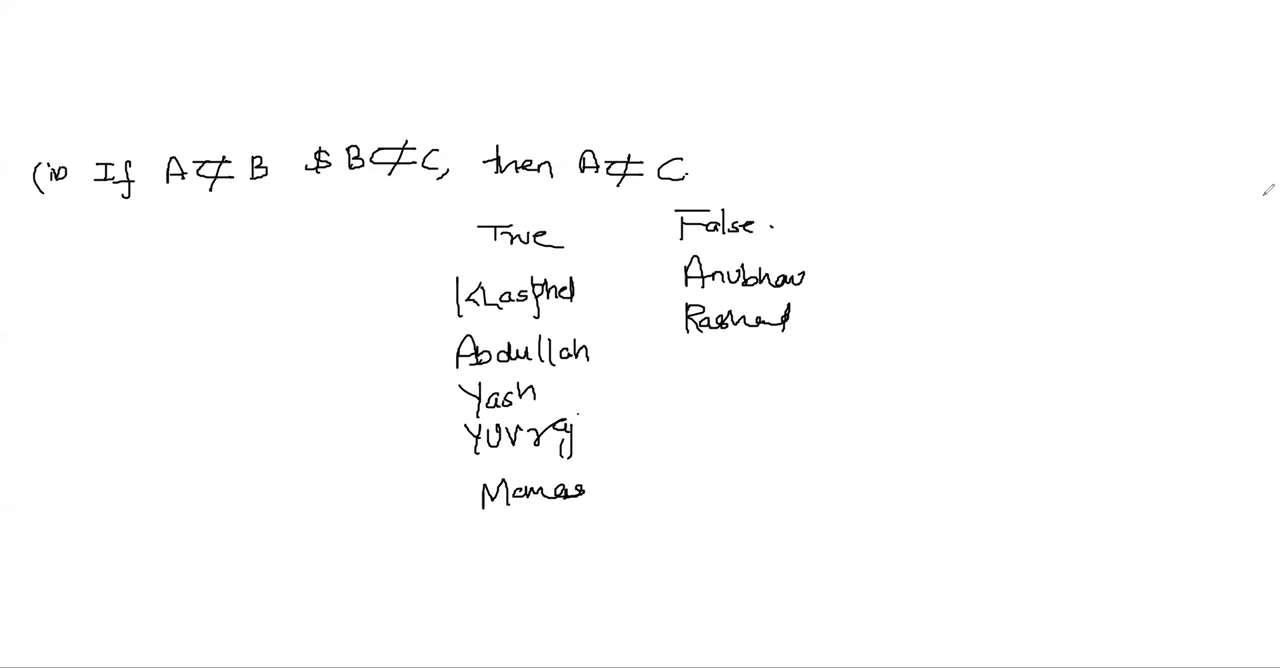 (iv) If A ⊄ B $ B ⊄ C, then A ⊄ C.
True False.
Anubhav
Abdullah
Yash
Yuvraj